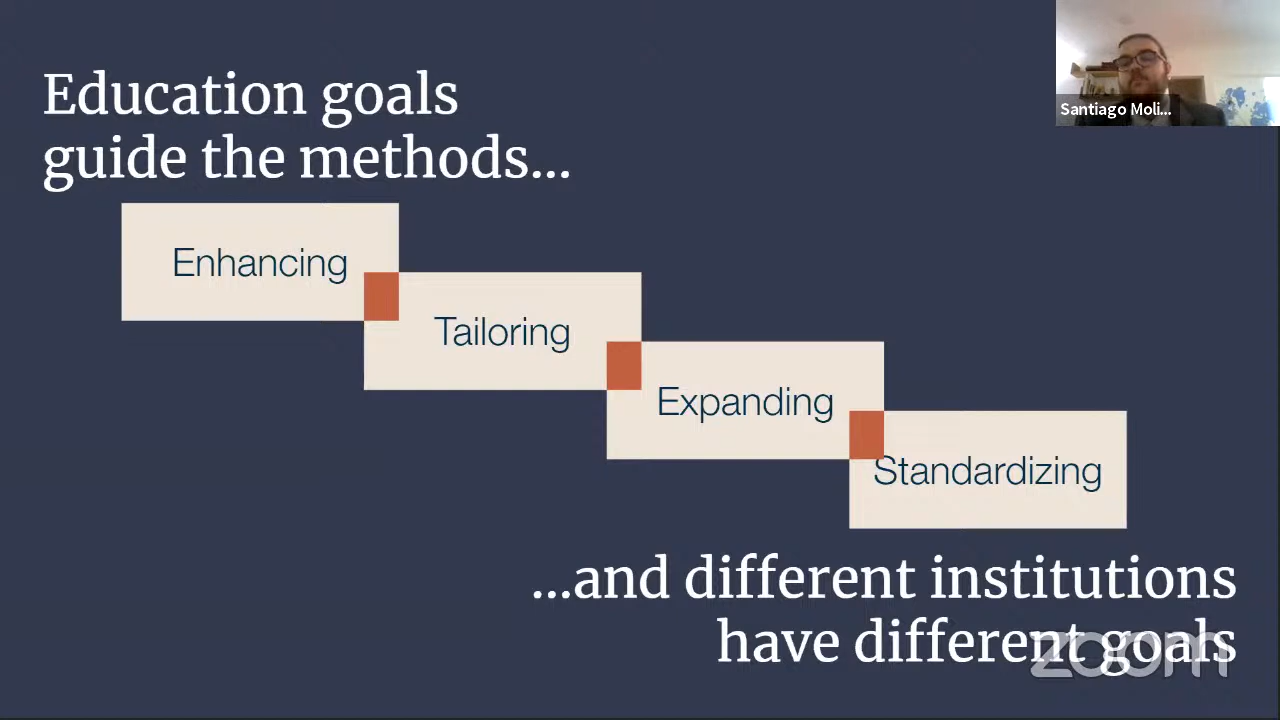 Education goals
guide the methods...
Santiago Moli...
Enhancing
Tailoring
Expanding
Standardizing
...and different institutions
have different goals
zoom